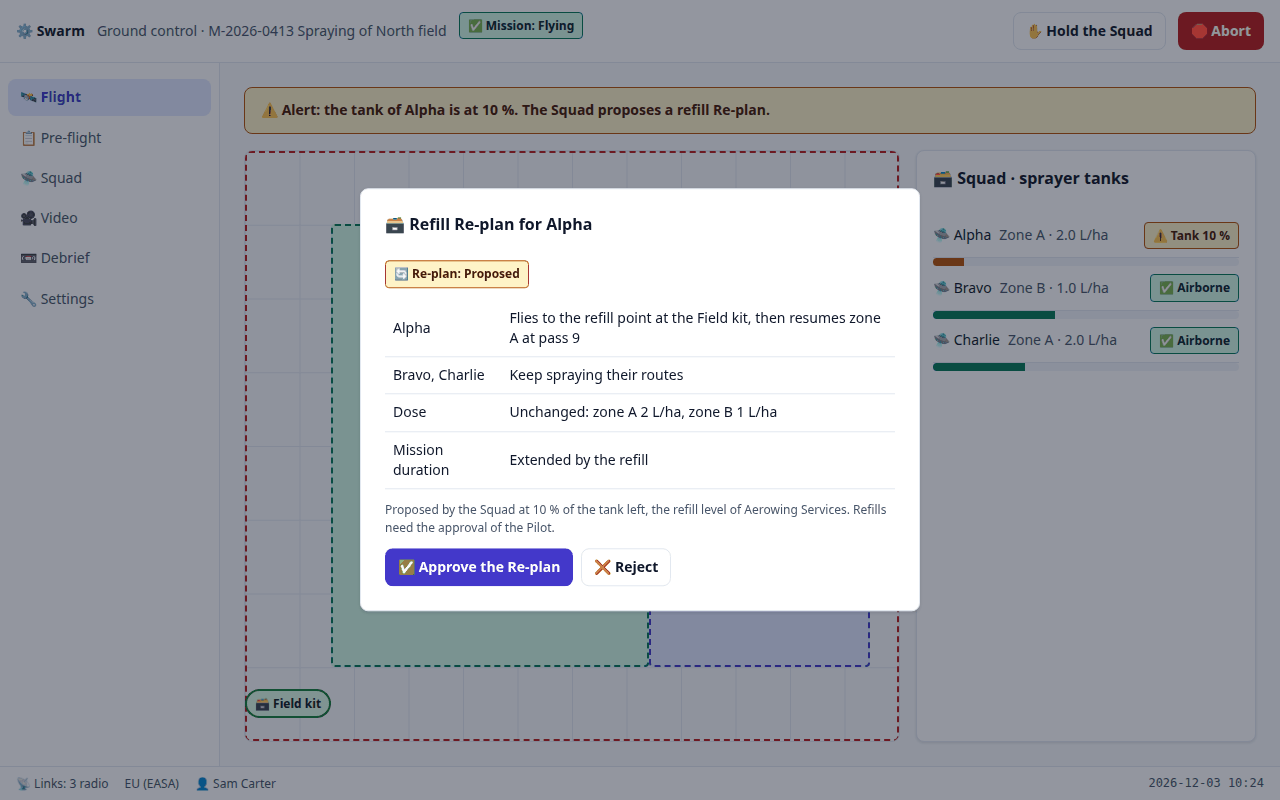 Swarm Ground control · M-2026-0413 Spraying of North field ✅ Mission: Flying ✋ Hold the Squad 🛑 Abort
🛰️ Flight
📋 Pre-flight
🛸 Squad
🎥 Video
📼 Debrief
🔧 Settings
⚠️ Alert: the tank of Alpha is at 10 %. The Squad proposes a refill Re-plan.
🗃️ Squad · sprayer tanks
🛸 Alpha Zone A · 2.0 L/ha ⚠️ Tank 10 %
🛸 Bravo Zone B · 1.0 L/ha ✅ Airborne
🛸 Charlie Zone A · 2.0 L/ha ✅ Airborne
🗃️ Refill Re-plan for Alpha
🔄 Re-plan: Proposed
Alpha Flies to the refill point at the Field kit, then resumes zone
A at pass 9
Bravo, Charlie Keep spraying their routes
Dose Unchanged: zone A 2 L/ha, zone B 1 L/ha
Mission
duration Extended by the refill
Proposed by the Squad at 10 % of the tank left, the refill level of Aerowing Services. Refills
need the approval of the Pilot.
✅ Approve the Re-plan ❌ Reject
🗃️ Field kit
📡 Links: 3 radio EU (EASA) 👤 Sam Carter 2026-12-03 10:24